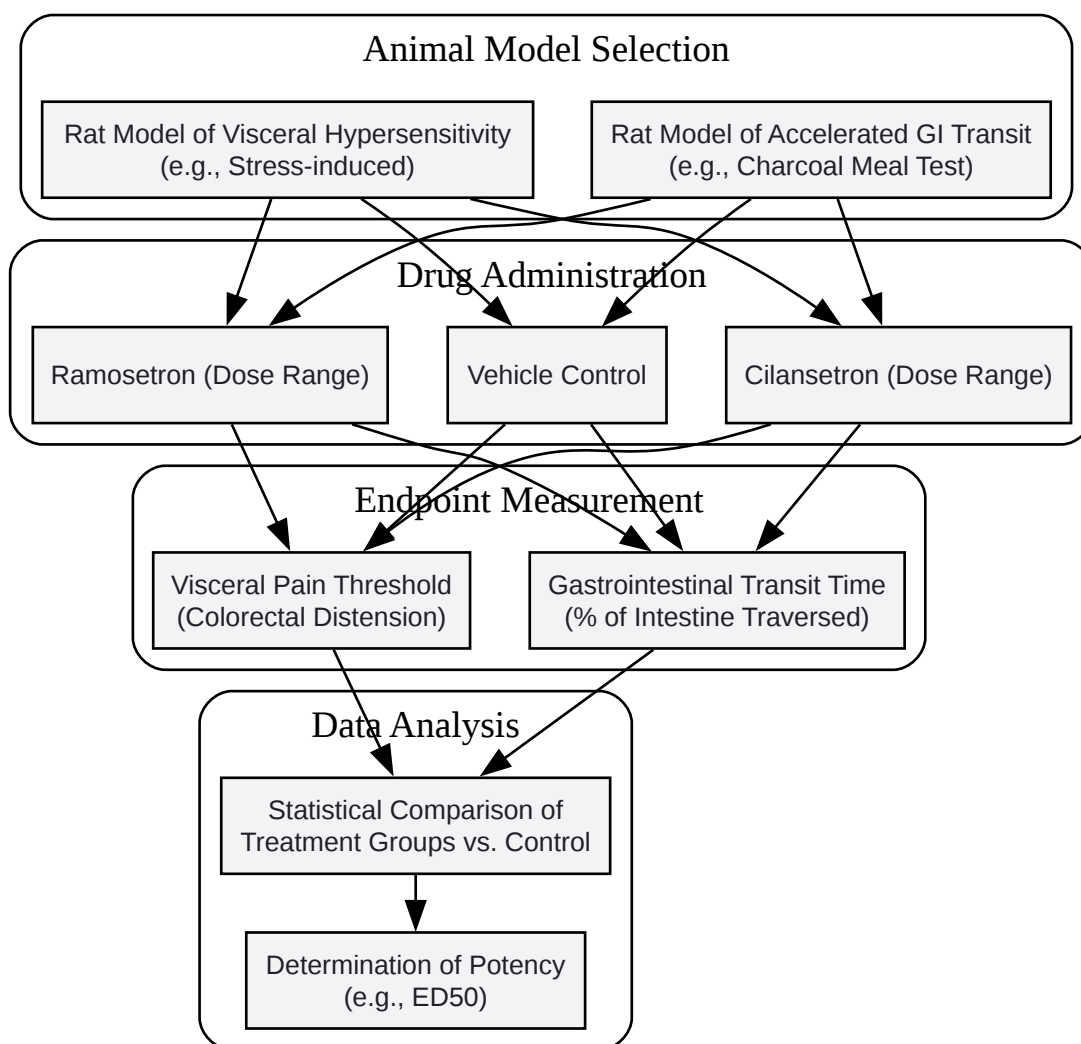 Animal Model Selection
Rat Model of Visceral Hypersensitivity
(e.g., Stress-induced)
Rat Model of Accelerated GI Transit
(e.g., Charcoal Meal Test)
Drug Administration
Ramosetron (Dose Range)
Vehicle Control
Cilansetron (Dose Range)
Endpoint Measurement
Visceral Pain Threshold
(Colorectal Distension)
Gastrointestinal Transit Time
(% of Intestine Traversed)
Data Analysis
Statistical Comparison of
Treatment Groups vs. Control
Determination of Potency
(e.g., ED50)